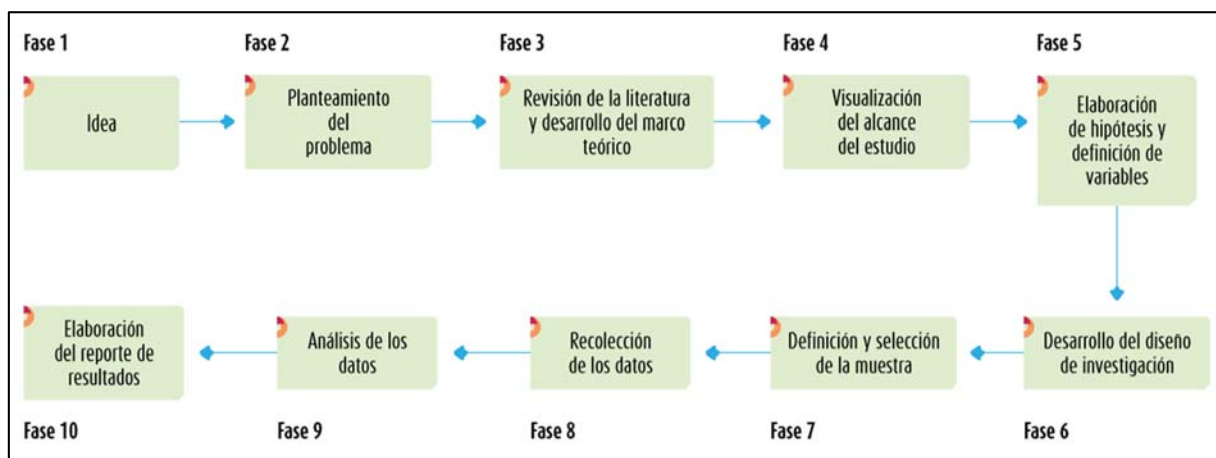 Fase 1
Idea
Fase 2
Planteamiento
del
problema
Fase 3
Revisión de la literatura
y desarrollo del marco
teórico
Fase 4
Visualización
del alcance
del estudio
Fase 5
Elaboración
de hipótesis y
definición de
variables
Desarrollo del diseño
de investigación
Fase 6
Definición y selección
de la muestra
Fase 7
Recolección
de los datos
Fase 8
Análisis de los
datos
Fase 9
Elaboración
del reporte de
resultados
Fase 10